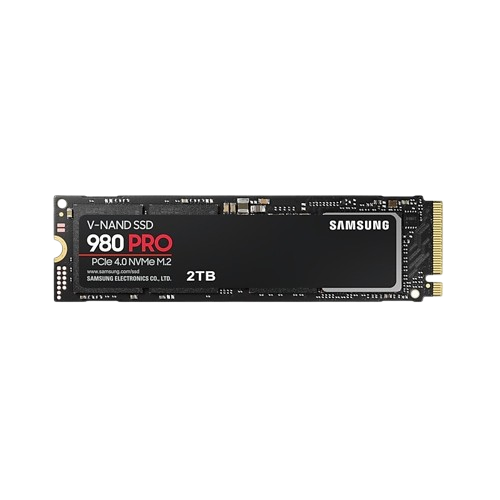 V-NAND SSD
980 PRO
PCIe 4.0 NVMe M.2
www.samsung.com/ssd
SAMSUNG ELECTRONICS CO., LTD.
2TB
SAMSUNG